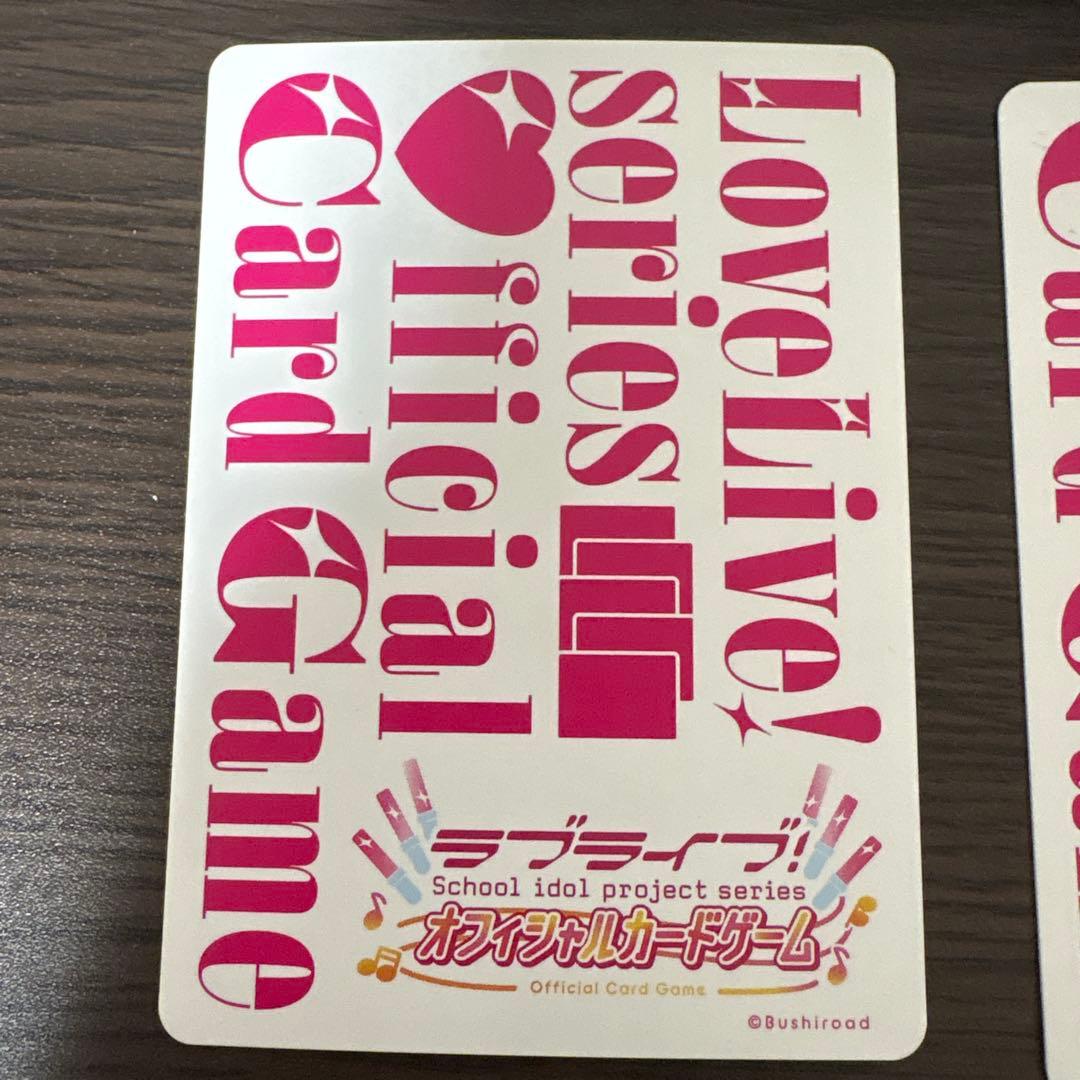 LoveLive!
series
♥fficial
Card Game
ラブライブ!
School idol project series
オフィシャルカードゲーム
Official Card Game
©Bushiroad